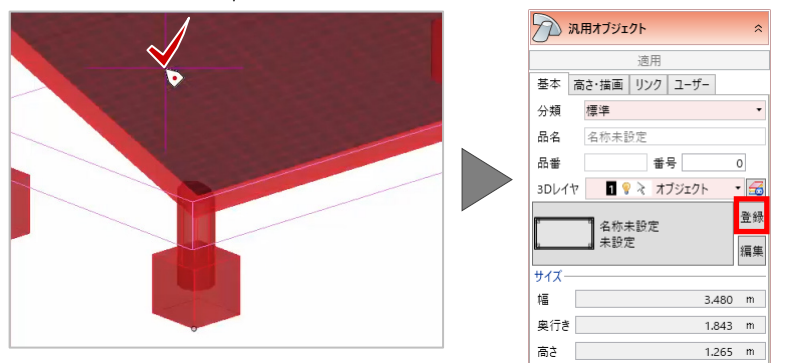 汎用オブジェクト
適用
基本 高さ・描画 リンク ユーザー
分類 標準
品名 名称未設定
品番 番号 0
3Dレイヤ 1 オブジェクト
名称未設定
未設定
登録
編集
サイズ
幅 3.480 m
奥行き 1.843 m
高さ 1.265 m